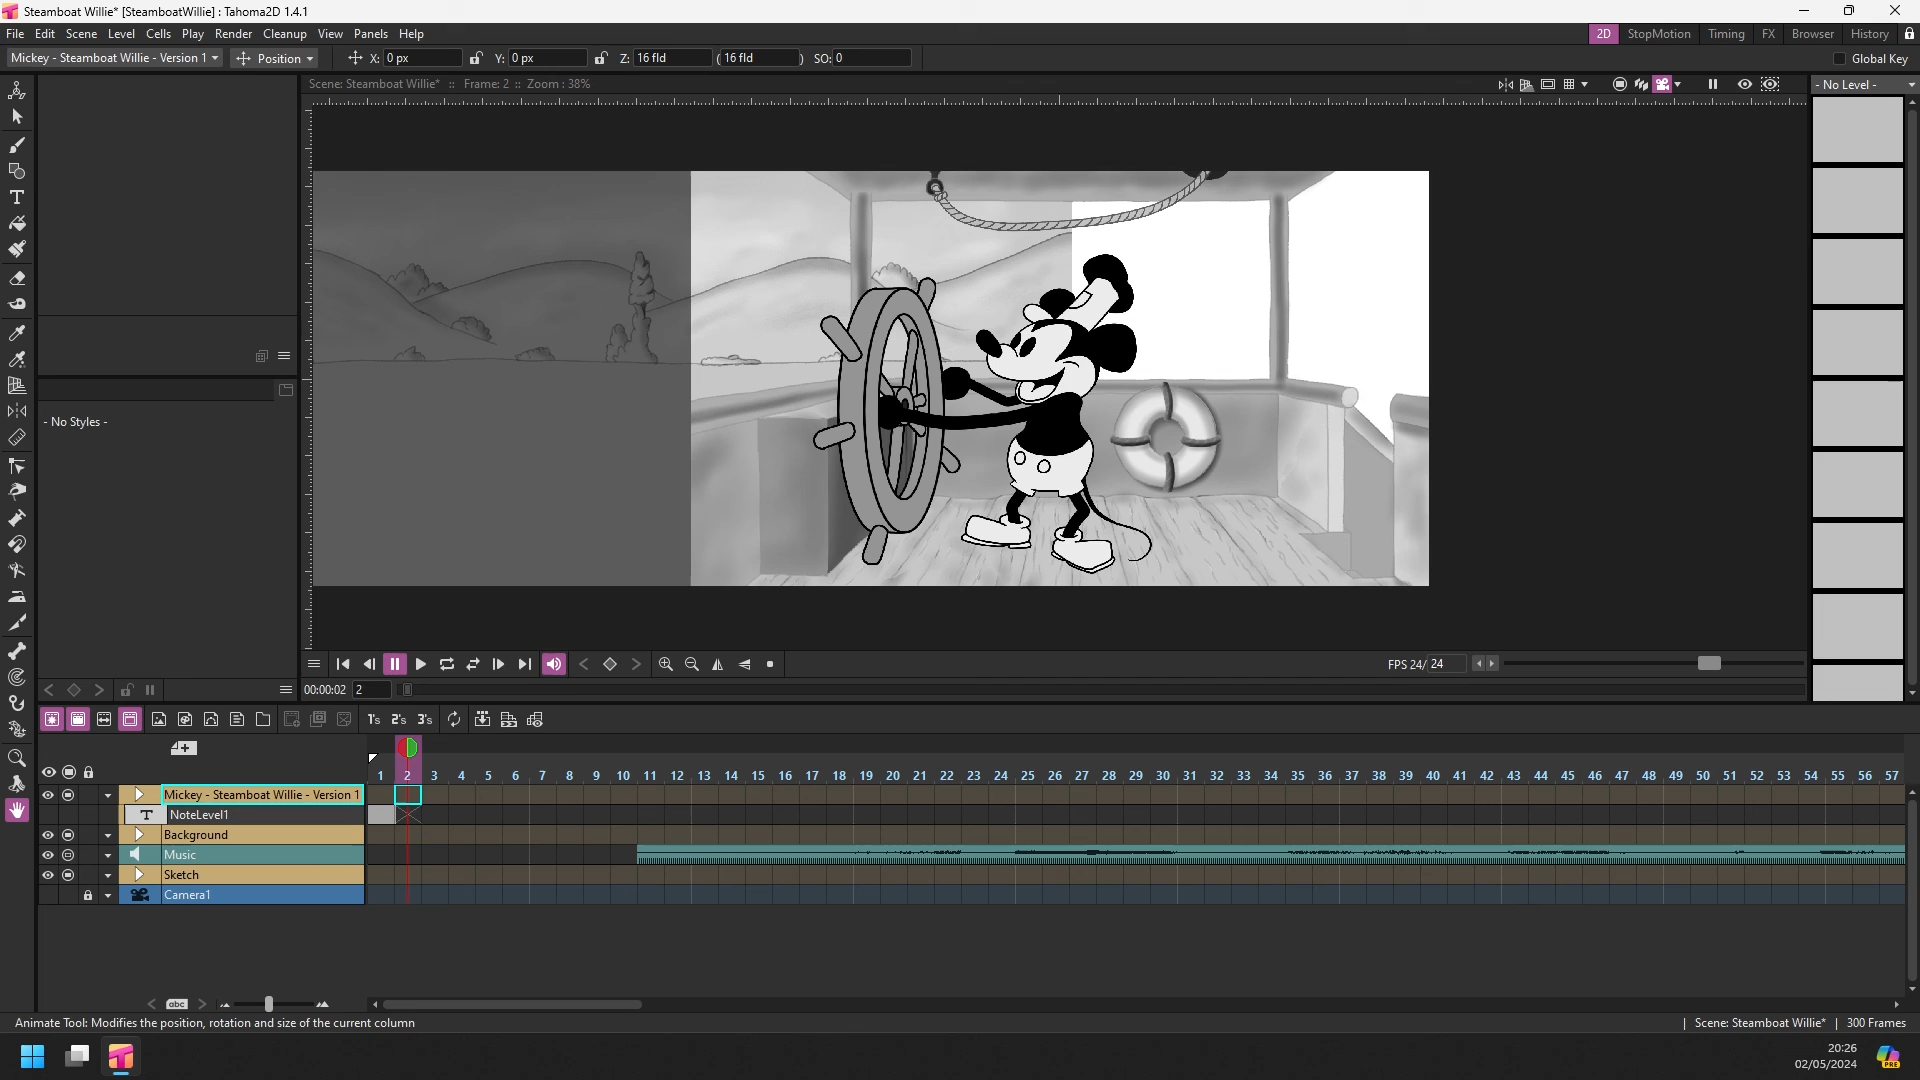 Steamboat Willie* [SteamboatWillie] : Tahoma2D 1.4.1
File Edit Scene Level Cells Play Render Cleanup View Panels Help
2D StopMotion Timing FX Browser History
Mickey - Steamboat Willie - Version 1 Position X: 0 px Y: 0 px Z: 16 fld ( 16 fld ) SO: 0 Global Key
Scene: Steamboat Willie* :: Frame: 2 :: Zoom : 38%
- No Level -
- No Styles -
FPS 24/ 24
00:00:02 2
1's 2's 3's
1 2 3 4 5 6 7 8 9 10 11 12 13 14 15 16 17 18 19 20 21 22 23 24 25 26 27 28 29 30 31 32 33 34 35 36 37 38 39 40 41 42 43 44 45 46 47 48 49 50 51 52 53 54 55 56 57
Mickey - Steamboat Willie - Version 1
T NoteLevel1
Background
Music
Sketch
Camera1
abc
Animate Tool: Modifies the position, rotation and size of the current column | Scene: Steamboat Willie* | 300 Frames
20:26
02/05/2024
PRE